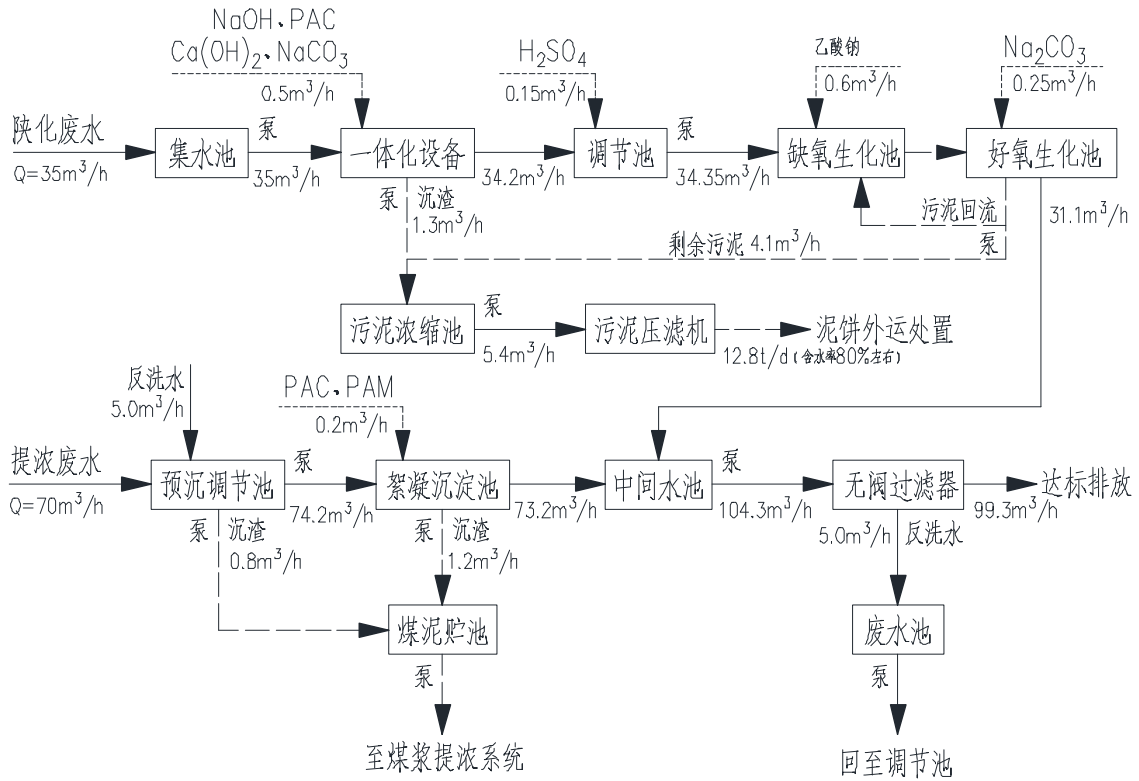 NaOH、PAC
Ca(OH)2、NaCO3
0.5m³/h
H2SO4
0.15m³/h
乙酸钠
0.6m³/h
Na2CO3
0.25m³/h
陕化废水
Q=35m³/h
集水池
泵
35m³/h
一体化设备
34.2m³/h
调节池
泵
34.35m³/h
缺氧生化池
好氧生化池
泵
沉渣
1.3m³/h
污泥回流
31.1m³/h
剩余污泥 4.1m³/h
泵
污泥浓缩池
泵
5.4m³/h
污泥压滤机
泥饼外运处置
12.8t/d(含水率80%左右)
反洗水
5.0m³/h
PAC、PAM
0.2m³/h
提浓废水
Q=70m³/h
预沉调节池
泵
74.2m³/h
絮凝沉淀池
73.2m³/h
中间水池
泵
104.3m³/h
无阀过滤器
达标排放
99.3m³/h
泵
沉渣
0.8m³/h
泵
沉渣
1.2m³/h
5.0m³/h
反洗水
煤泥贮池
废水池
泵
泵
至煤浆提浓系统
回至调节池